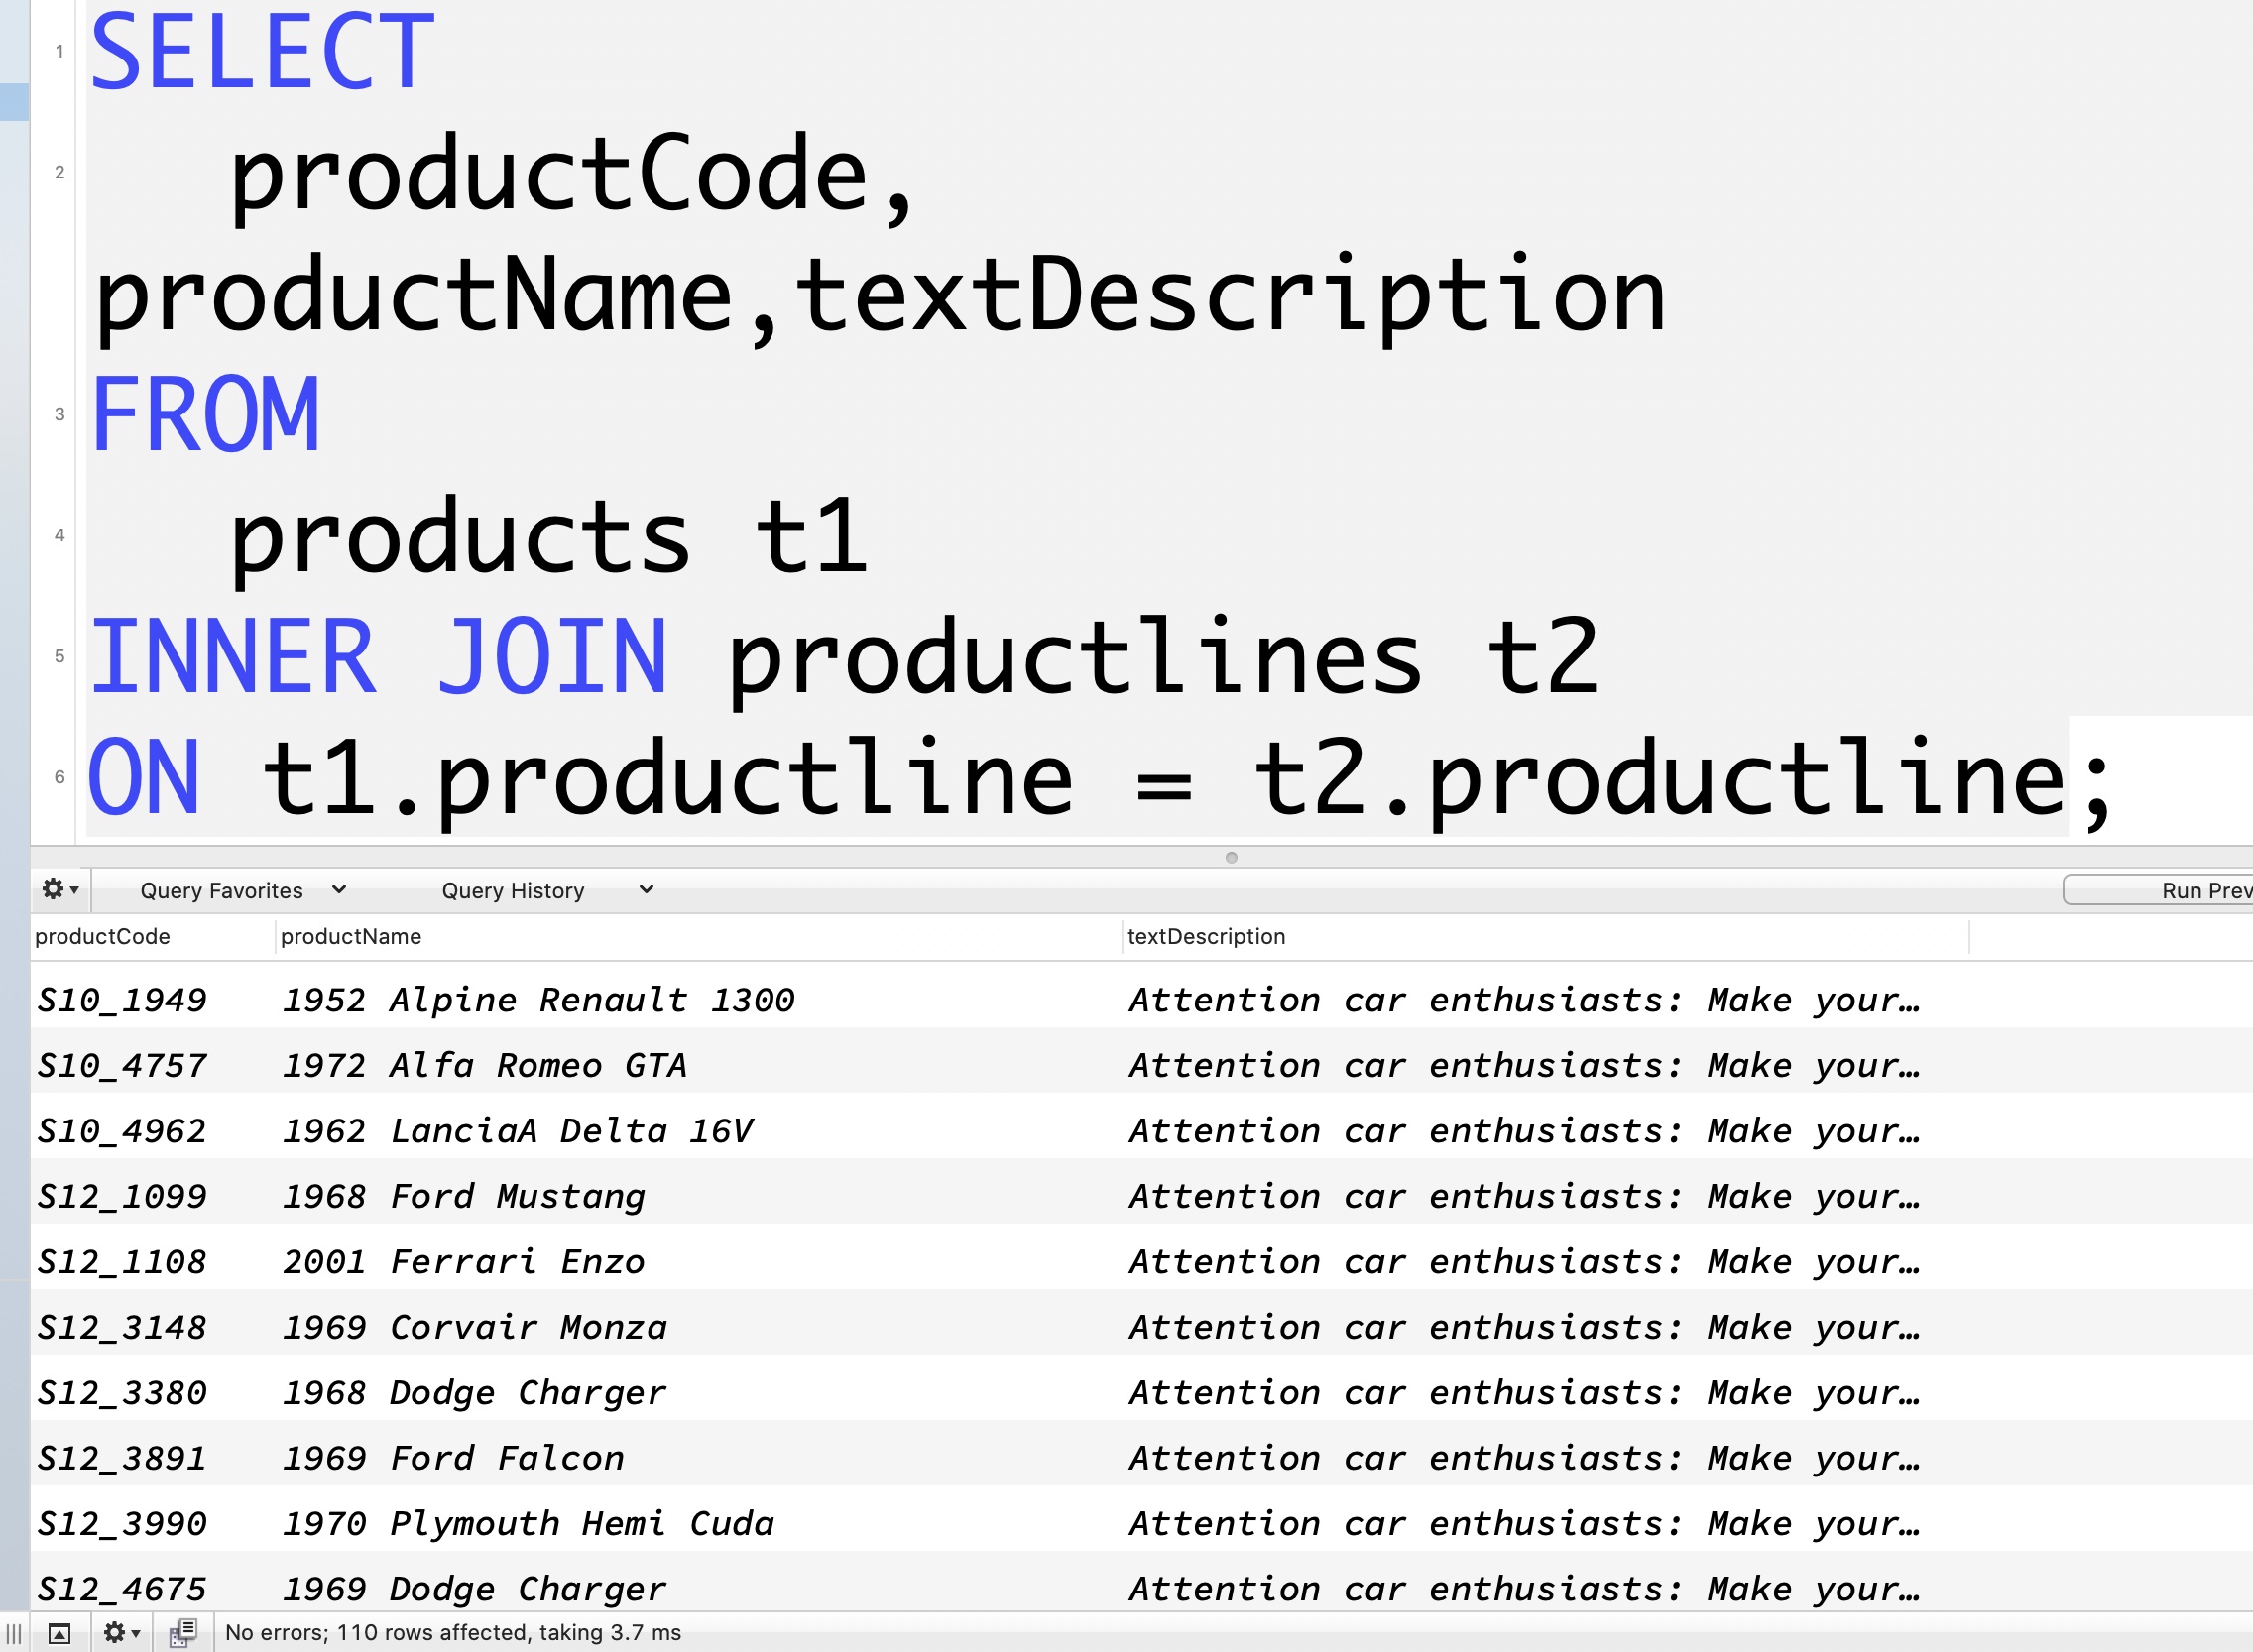 1 SELECT
2 productCode,
productName,textDescription
3 FROM
4 products t1
5 INNER JOIN productlines t2
6 ON t1.productline = t2.productline;
Query Favorites Query History Run Prev
productCode productName textDescription
S10_1949 1952 Alpine Renault 1300 Attention car enthusiasts: Make your…
S10_4757 1972 Alfa Romeo GTA Attention car enthusiasts: Make your…
S10_4962 1962 LanciaA Delta 16V Attention car enthusiasts: Make your…
S12_1099 1968 Ford Mustang Attention car enthusiasts: Make your…
S12_1108 2001 Ferrari Enzo Attention car enthusiasts: Make your…
S12_3148 1969 Corvair Monza Attention car enthusiasts: Make your…
S12_3380 1968 Dodge Charger Attention car enthusiasts: Make your…
S12_3891 1969 Ford Falcon Attention car enthusiasts: Make your…
S12_3990 1970 Plymouth Hemi Cuda Attention car enthusiasts: Make your…
S12_4675 1969 Dodge Charger Attention car enthusiasts: Make your…
No errors; 110 rows affected, taking 3.7 ms